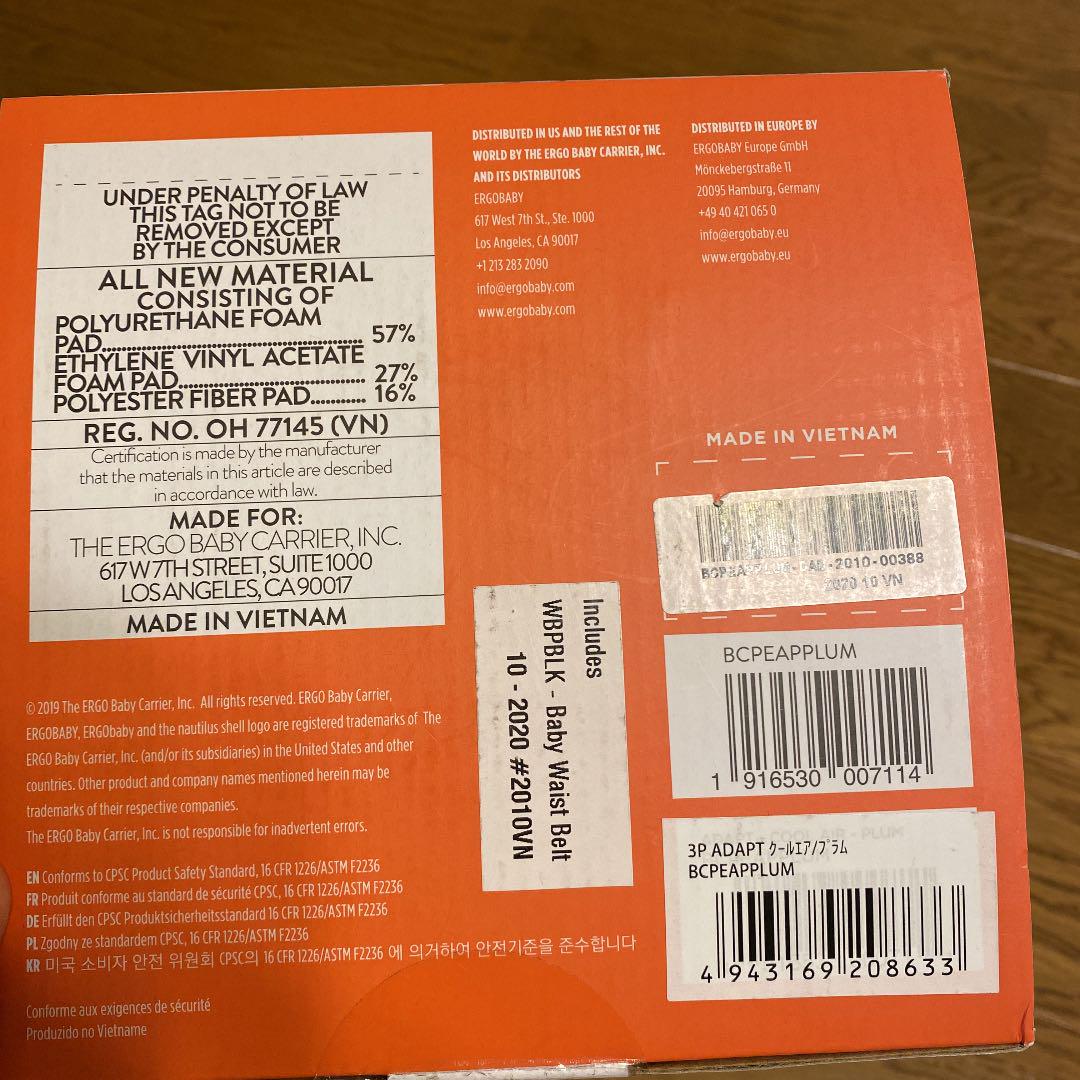 UNDER PENALTY OF LAW
THIS TAG NOT TO BE
REMOVED EXCEPT
BY THE CONSUMER
ALL NEW MATERIAL
CONSISTING OF
POLYURETHANE FOAM
PAD............................................. 57%
ETHYLENE VINYL ACETATE
FOAM PAD................................ 27%
POLYESTER FIBER PAD........... 16%
REG. NO. OH 77145 (VN)
Certification is made by the manufacturer
that the materials in this article are described
in accordance with law.
MADE FOR:
THE ERGO BABY CARRIER, INC.
617 W 7TH STREET, SUITE 1000
LOS ANGELES, CA 90017
MADE IN VIETNAM
DISTRIBUTED IN US AND THE REST OF THE
WORLD BY THE ERGO BABY CARRIER, INC.
AND ITS DISTRIBUTORS
ERGOBABY
617 West 7th St., Ste. 1000
Los Angeles, CA 90017
+1 213 283 2090
info@ergobaby.com
www.ergobaby.com
DISTRIBUTED IN EUROPE BY
ERGOBABY Europe GmbH
Mönckebergstraße 11
20095 Hamburg, Germany
+49 40 421 065 0
info@ergobaby.eu
www.ergobaby.eu
MADE IN VIETNAM
-2010-00388
2020 10 VN
BCPEAPPLUM
1 916530 007114
ADAPT - COOL AIR - PLUM
3P ADAPT クールエア/プラム
BCPEAPPLUM
4 943169 208633
Includes
WBPBLK - Baby Waist Belt
10 - 2020 #2010VN
© 2019 The ERGO Baby Carrier, Inc. All rights reserved. ERGO Baby Carrier,
ERGOBABY, ERGObaby and the nautilus shell logo are registered trademarks of The
ERGO Baby Carrier, Inc. (and/or its subsidiaries) in the United States and other
countries. Other product and company names mentioned herein may be
trademarks of their respective companies.
The ERGO Baby Carrier, Inc. is not responsible for inadvertent errors.
EN Conforms to CPSC Product Safety Standard, 16 CFR 1226/ASTM F2236
FR Produit conforme au standard de sécurité CPSC, 16 CFR 1226/ASTM F2236
DE Erfüllt den CPSC Produktsicherheitsstandard 16 CFR 1226/ASTM F2236
PL Zgodny ze standardem CPSC, 16 CFR 1226/ASTM F2236
KR 미국 소비자 안전 위원회 CPSC의 16 CFR 1226/ASTM F2236 에 의거하여 안전기준을 준수합니다
Conforme aux exigences de sécurité
Produzido no Vietname